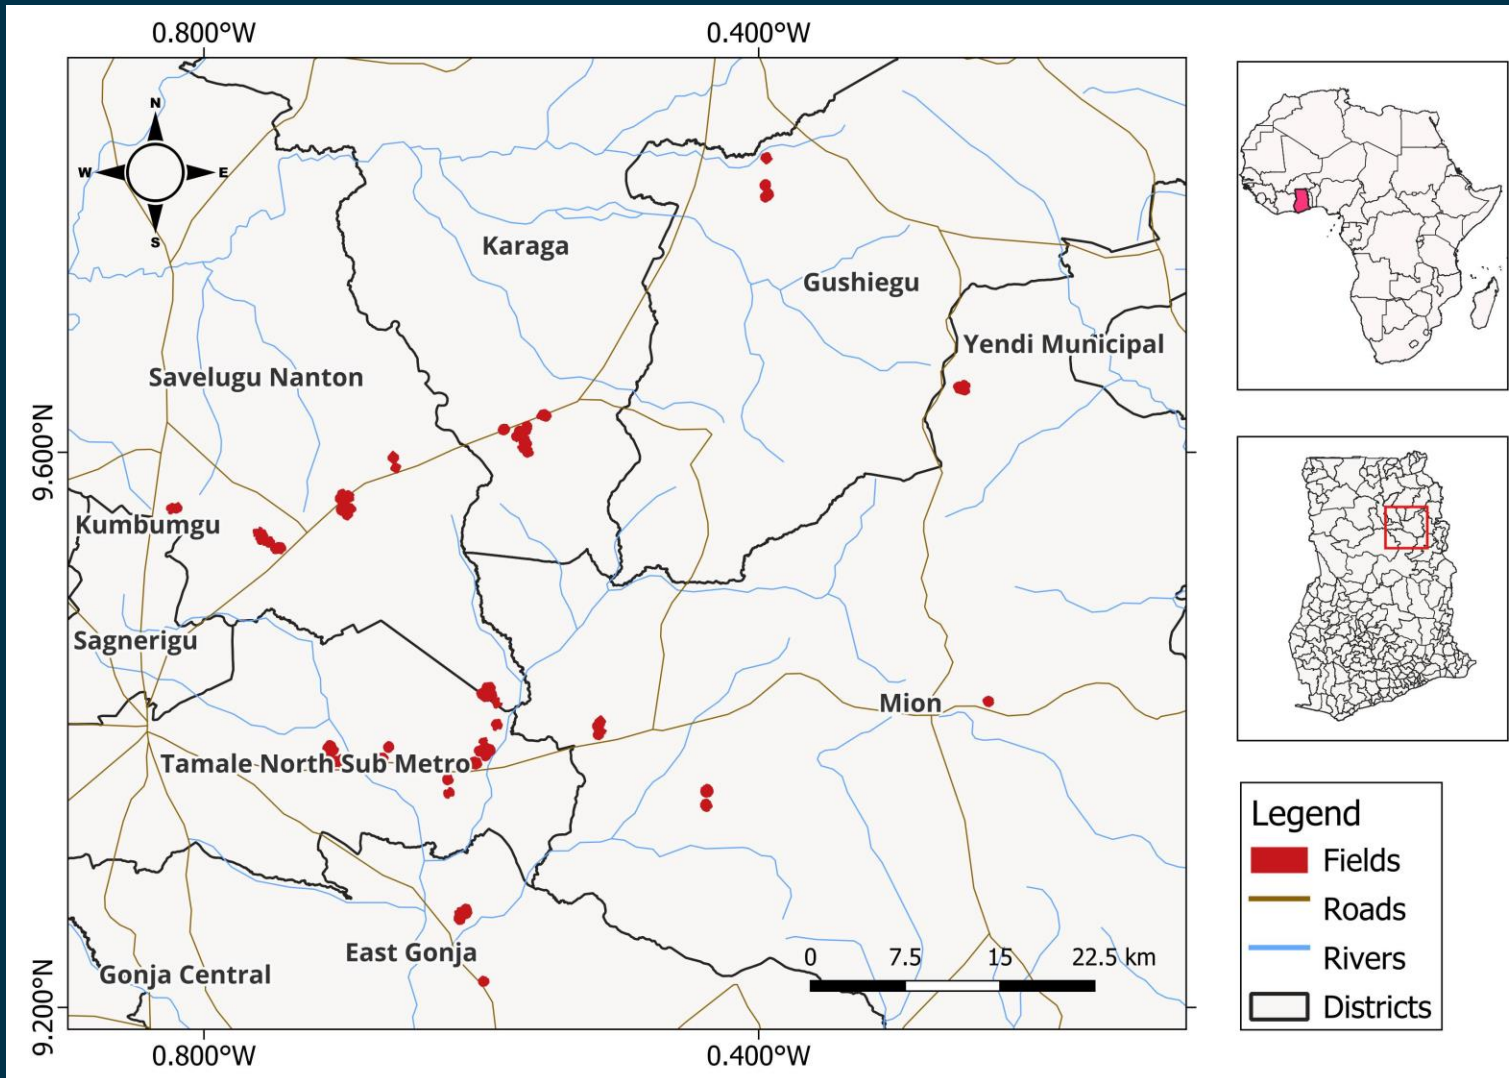 0.800°W 0.400°W
N
W E
S
Karaga
Gushiegu
Yendi Municipal
Savelugu Nanton
9.600°N
Kumbumgu
Sagnerigu
Mion
Tamale North Sub Metro
East Gonja
Gonja Central
0 7.5 15 22.5 km
9.200°N
0.800°W 0.400°W
Legend
Fields
Roads
Rivers
Districts